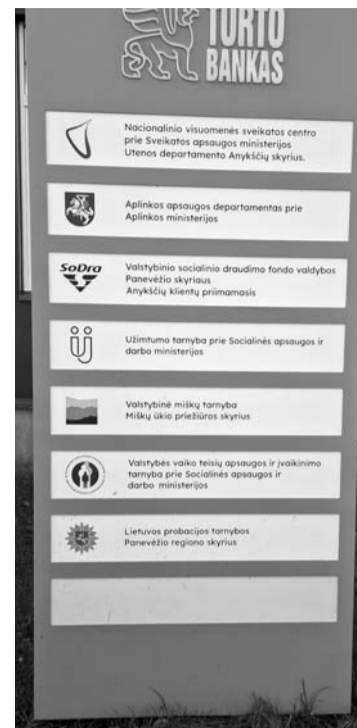 TURTO
BANKAS
Nacionalinio visuomenės sveikatos centro
prie Sveikatos apsaugos ministerijos
Utenos departamento Anykščių skyrius.
Aplinkos apsaugos departamentas prie
Aplinkos ministerijos
SoDra
Valstybinio socialinio draudimo fondo valdybos
Panevėžio skyriaus
Anykščių klientų priimamasis
Užimtumo tarnyba prie Socialinės apsaugos ir
darbo ministerijos
Valstybinė miškų tarnyba
Miškų ūkio priežiūros skyrius
Valstybės vaiko teisių apsaugos ir įvaikinimo
tarnyba prie Socialinės apsaugos ir
darbo ministerijos
Lietuvos probacijos tarnybos
Panevėžio regiono skyrius